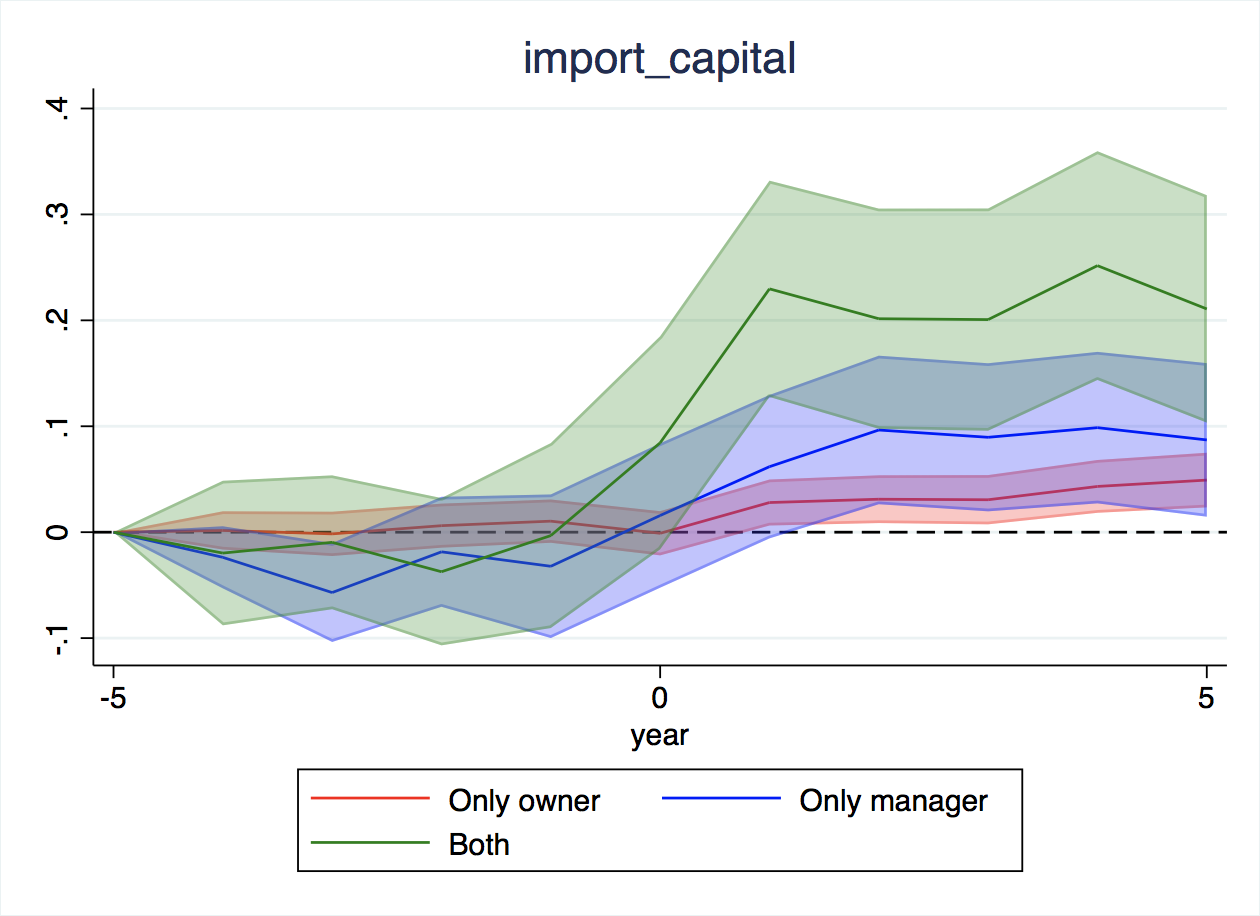 import_capital
.4
.3
.2
.1
0
-.1
-5 0 5
year
Only owner Only manager
Both